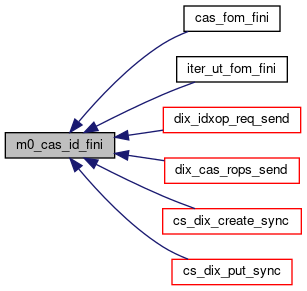 cas_fom_fini
iter_ut_fom_fini
dix_idxop_req_send
m0_cas_id_fini
dix_cas_rops_send
cs_dix_create_sync
cs_dix_put_sync